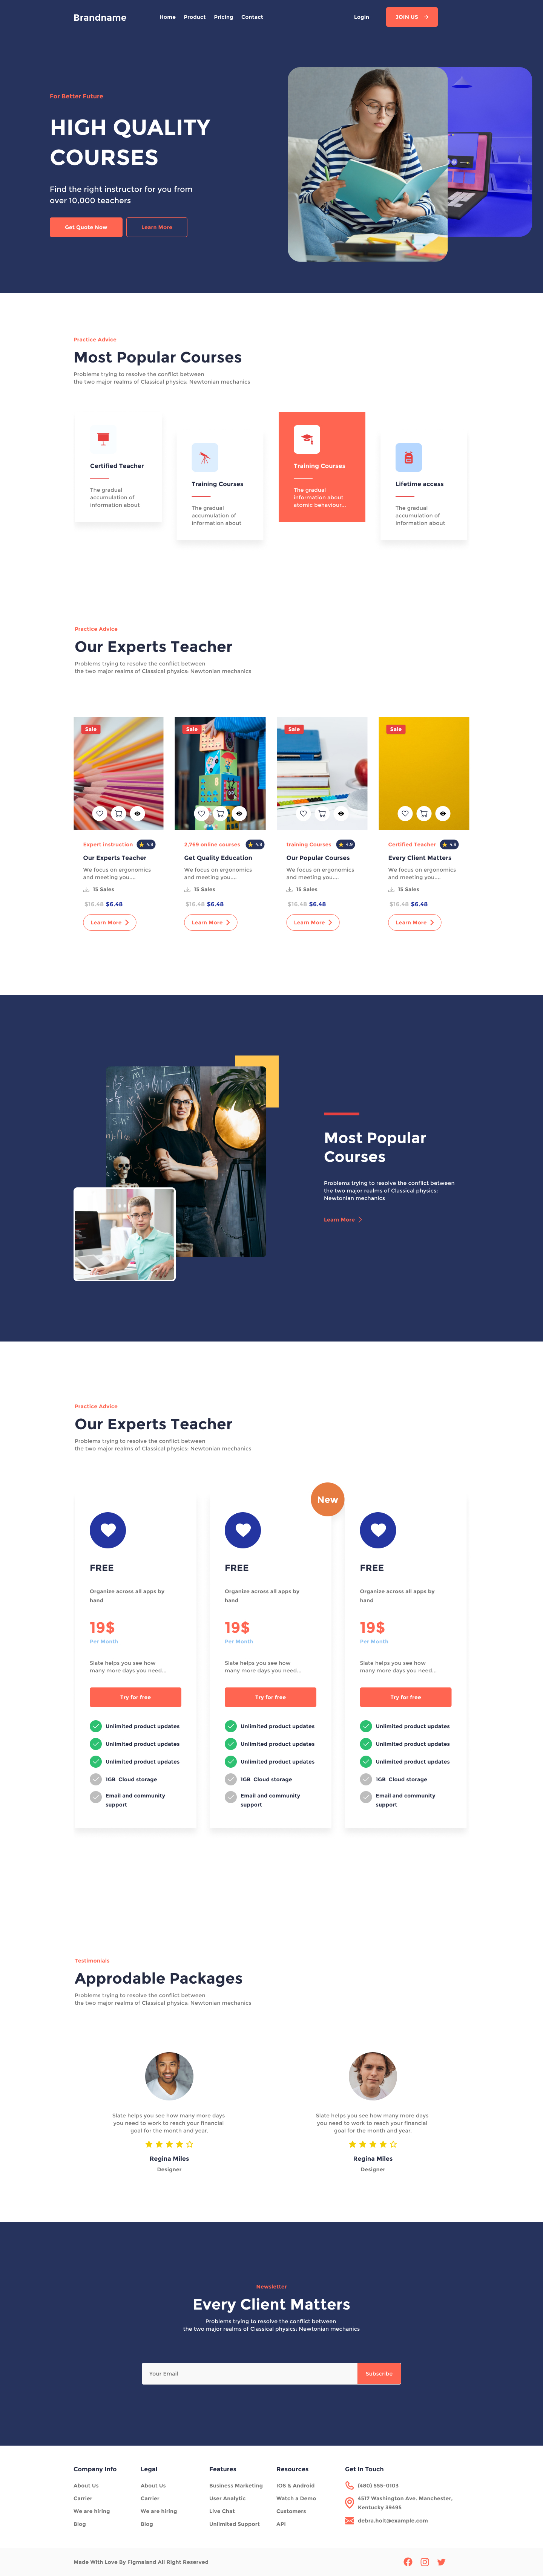 Brandname
Home Product Pricing Contact
Login
JOIN US
For Better Future
HIGH QUALITY
COURSES
Find the right instructor for you from
over 10,000 teachers
Get Quote Now
Learn More
Practice Advice
Most Popular Courses
Problems trying to resolve the conflict between
the two major realms of Classical physics: Newtonian mechanics
Certified Teacher
The gradual
accumulation of
information about
Training Courses
The gradual
accumulation of
information about
Training Courses
The gradual
information about
atomic behaviour...
Lifetime access
The gradual
accumulation of
information about
Practice Advice
Our Experts Teacher
Problems trying to resolve the conflict between
the two major realms of Classical physics: Newtonian mechanics
Sale
Expert instruction
4.9
Our Experts Teacher
We focus on ergonomics
and meeting you....
15 Sales
$16.48 $6.48
Learn More
Sale
2,769 online courses
4.9
Get Quality Education
We focus on ergonomics
and meeting you....
15 Sales
$16.48 $6.48
Learn More
Sale
training Courses
4.9
Our Popular Courses
We focus on ergonomics
and meeting you....
15 Sales
$16.48 $6.48
Learn More
Sale
Certified Teacher
4.9
Every Client Matters
We focus on ergonomics
and meeting you....
15 Sales
$16.48 $6.48
Learn More
Most Popular
Courses
Problems trying to resolve the conflict between
the two major realms of Classical physics:
Newtonian mechanics
Learn More
Practice Advice
Our Experts Teacher
Problems trying to resolve the conflict between
the two major realms of Classical physics: Newtonian mechanics
FREE
Organize across all apps by
hand
19$
Per Month
Slate helps you see how
many more days you need...
Try for free
Unlimited product updates
Unlimited product updates
Unlimited product updates
1GB Cloud storage
Email and community
support
New
FREE
Organize across all apps by
hand
19$
Per Month
Slate helps you see how
many more days you need...
Try for free
Unlimited product updates
Unlimited product updates
Unlimited product updates
1GB Cloud storage
Email and community
support
FREE
Organize across all apps by
hand
19$
Per Month
Slate helps you see how
many more days you need...
Try for free
Unlimited product updates
Unlimited product updates
Unlimited product updates
1GB Cloud storage
Email and community
support
Testimonials
Approdable Packages
Problems trying to resolve the conflict between
the two major realms of Classical physics: Newtonian mechanics
Slate helps you see how many more days
you need to work to reach your financial
goal for the month and year.
Regina Miles
Designer
Slate helps you see how many more days
you need to work to reach your financial
goal for the month and year.
Regina Miles
Designer
Newsletter
Every Client Matters
Problems trying to resolve the conflict between
the two major realms of Classical physics: Newtonian mechanics
Your Email
Subscribe
Company Info
About Us
Carrier
We are hiring
Blog
Legal
About Us
Carrier
We are hiring
Blog
Features
Business Marketing
User Analytic
Live Chat
Unlimited Support
Resources
IOS & Android
Watch a Demo
Customers
API
Get In Touch
(480) 555-0103
4517 Washington Ave. Manchester,
Kentucky 39495
debra.holt@example.com
Made With Love By Figmaland All Right Reserved